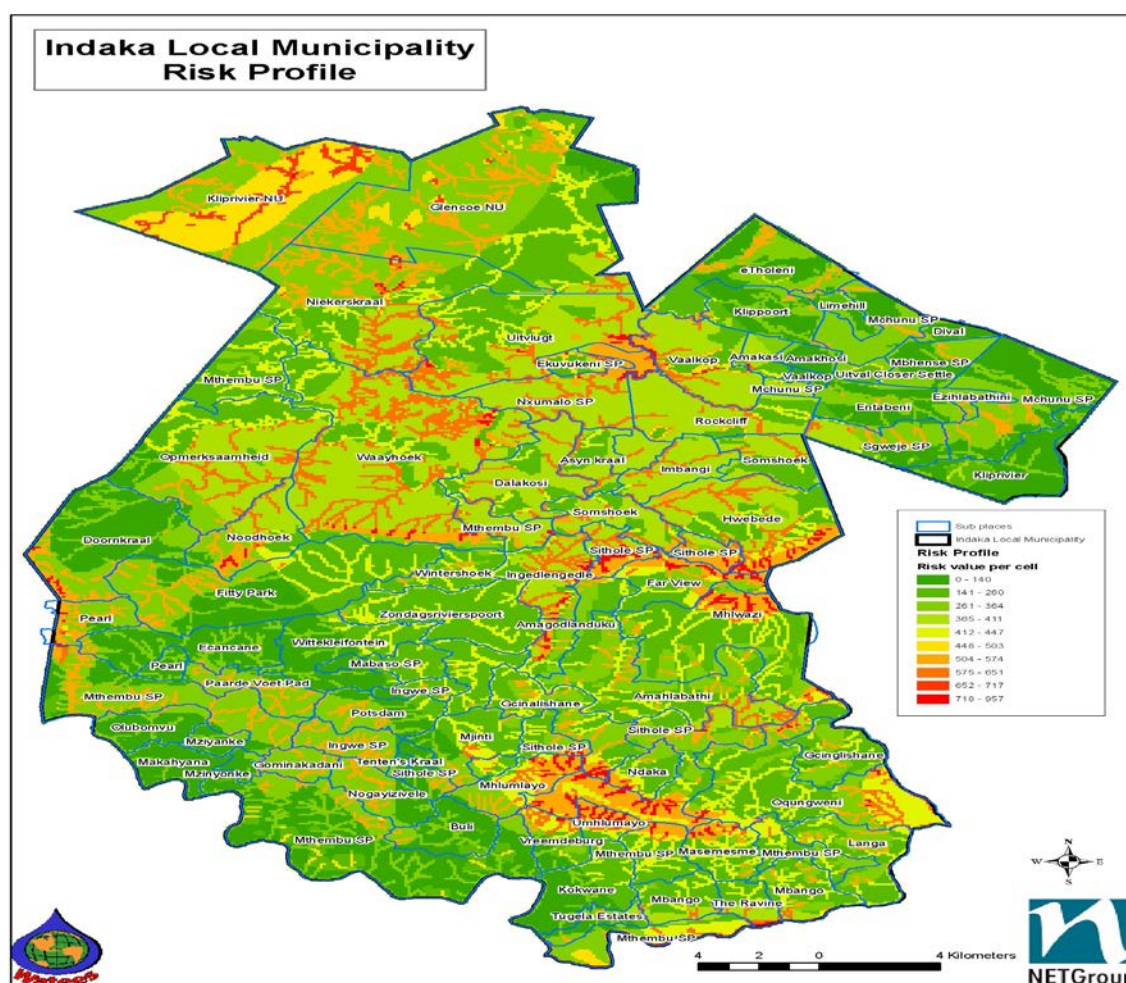 Indaka Local Municipality
Risk Profile
Kliprivier NU
Glencoe NU
eTholeni
Niekerskraal
Klippoort
Limehill
Mchunu SP
Dival
Uitvlugt
Ekuvukeni SP
Vaalkop
Amakasi
Amakhosi
Mbhense SP
Mthembu SP
Vaalkop
Uitval Closer Settle
Mchunu SP
Nxumalo SP
Ezihlabathini
Mchunu SP
Entabeni
Rockcliff
Sgweje SP
Opmerksaamheid
Waayhoek
Asyn kraal
Imbangi
Somshoek
Kliprivier
Dalakosi
Somshoek
Hwebede
Mthembu SP
Doornkraal
Noodhoek
Sithole SP
Sithole SP
Wintershoek
Ingedlengedle
Far View
Fitty Park
Zondagsrivierspoort
Mhlwazi
Pearl
Amagodlanduku
Wittekleifontein
Ecancane
Pearl
Mabaso SP
Paarde Voet Pad
Ingwe SP
Mthembu SP
Amahlabathi
Gcinalishane
Potsdam
Olubomvu
Sithole SP
Mjinti
Mziyanke
Ingwe SP
Sithole SP
Gcinglishane
Makahyana
Gominakadani
Tenten's Kraal
Mzinyonke
Sithole SP
Ndaka
Mhlumlayo
Nogayizivele
Oqungweni
Umhlumayo
Buli
Mthembu SP
Vreemdeburg
Langa
Mthembu SP
Masemesme
Mthembu SP
Kokwane
Mbango
Mbango
The Ravine
Tugela Estates
Mthembu SP
Sub places
Indaka Local Municipality
Risk Profile
Risk value per cell
0 - 140
141 - 260
261 - 364
365 - 411
412 - 447
448 - 503
504 - 574
575 - 651
652 - 717
718 - 957
N
W E
S
4 2 0 4 Kilometers
NETGroup